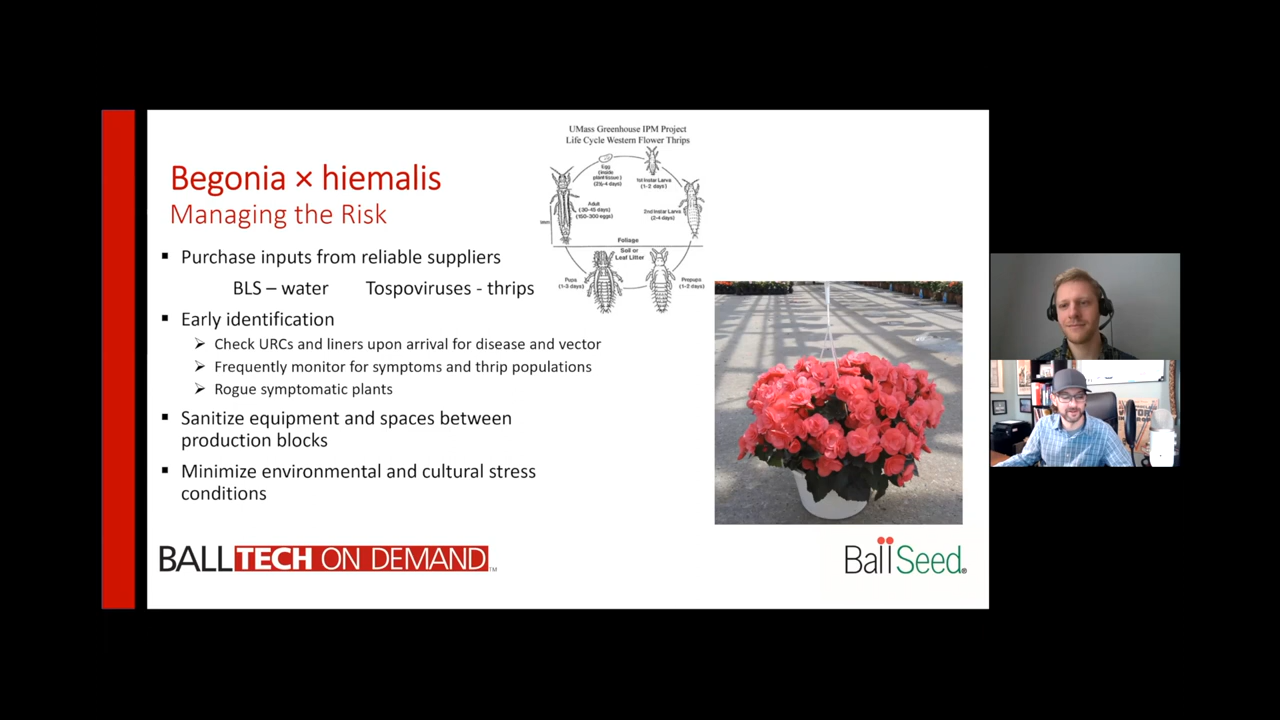 UMass Greenhouse IPM Project
Life Cycle Western Flower Thrips
Egg
(inside
plant tissue)
(2½-4 days)
1st Instar Larva
(1-2 days)
Adult
(30-45 days)
(150-300 eggs)
2nd Instar Larva
(2-4 days)
Foliage
Soil or
Leaf Litter
Pupa
(1-3 days)
Prepupa
(1-2 days)
Begonia × hiemalis
Managing the Risk
▪ Purchase inputs from reliable suppliers
BLS – water Tospoviruses - thrips
▪ Early identification
➢ Check URCs and liners upon arrival for disease and vector
➢ Frequently monitor for symptoms and thrip populations
➢ Rogue symptomatic plants
▪ Sanitize equipment and spaces between
production blocks
▪ Minimize environmental and cultural stress
conditions
BALLTECH ON DEMAND™
Ball Seed®